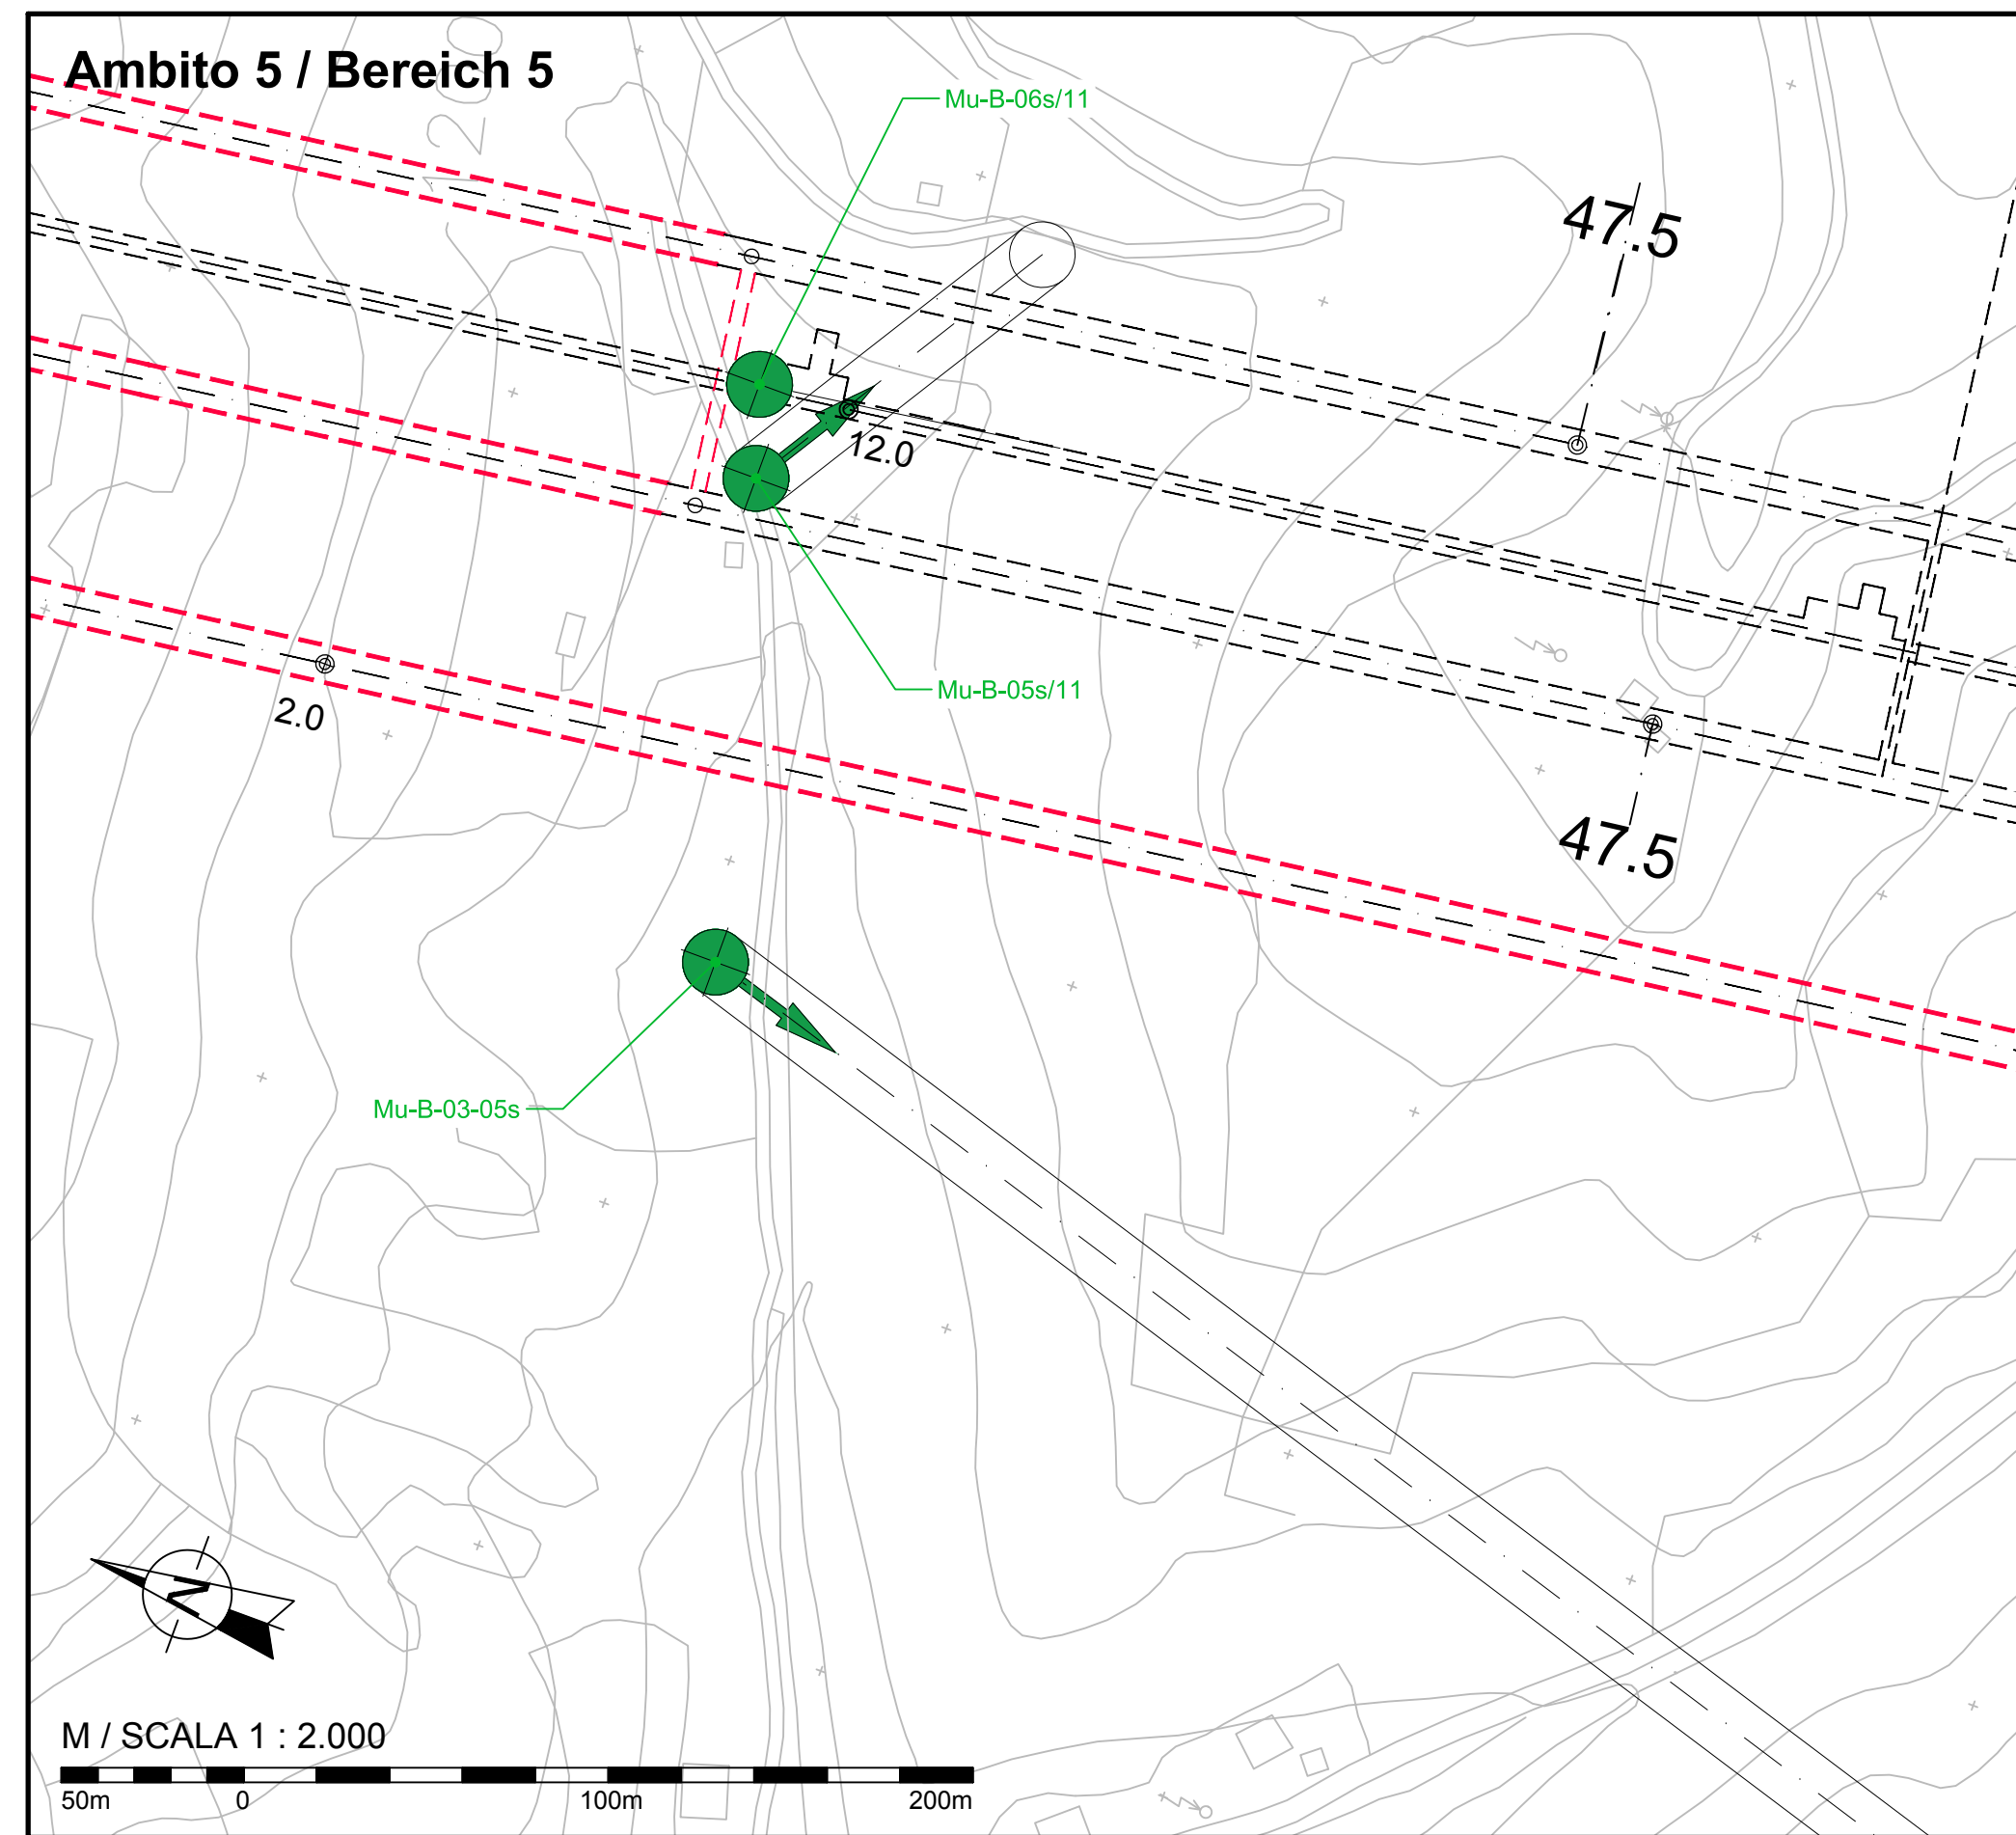 Ambito 5 / Bereich 5
Mu-B-06s/11
47.5
12.0
Mu-B-05s/11
2.0
47.5
Mu-B-03-05s
N
M / SCALA 1 : 2.000
50m 0 100m 200m